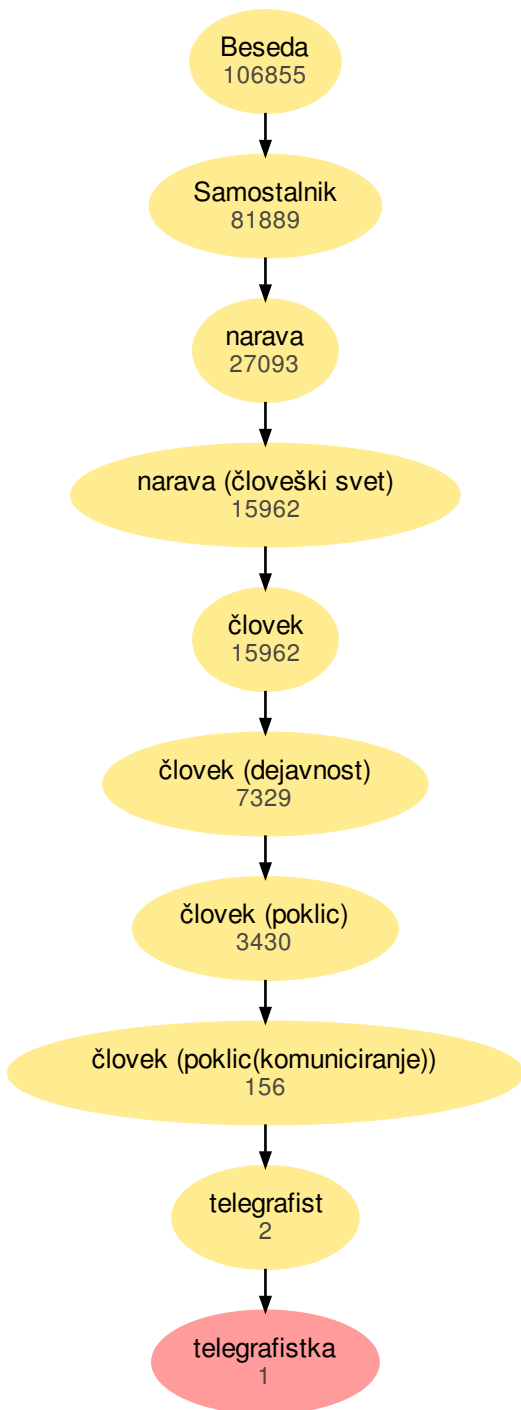 Beseda
106855
Samostalnik
81889
narava
27093
narava (človeški svet)
15962
človek
15962
človek (dejavnost)
7329
človek (poklic)
3430
človek (poklic(komuniciranje))
156
telegrafist
2
telegrafistka
1